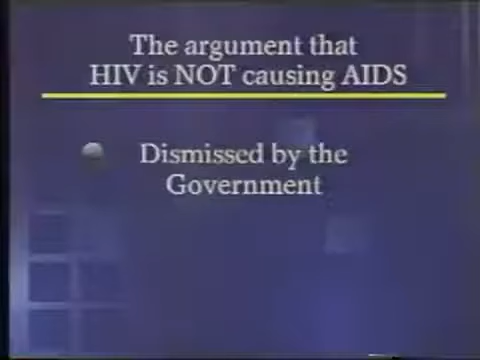 The argument that
HIV is NOT causing AIDS
Dismissed by the
Government